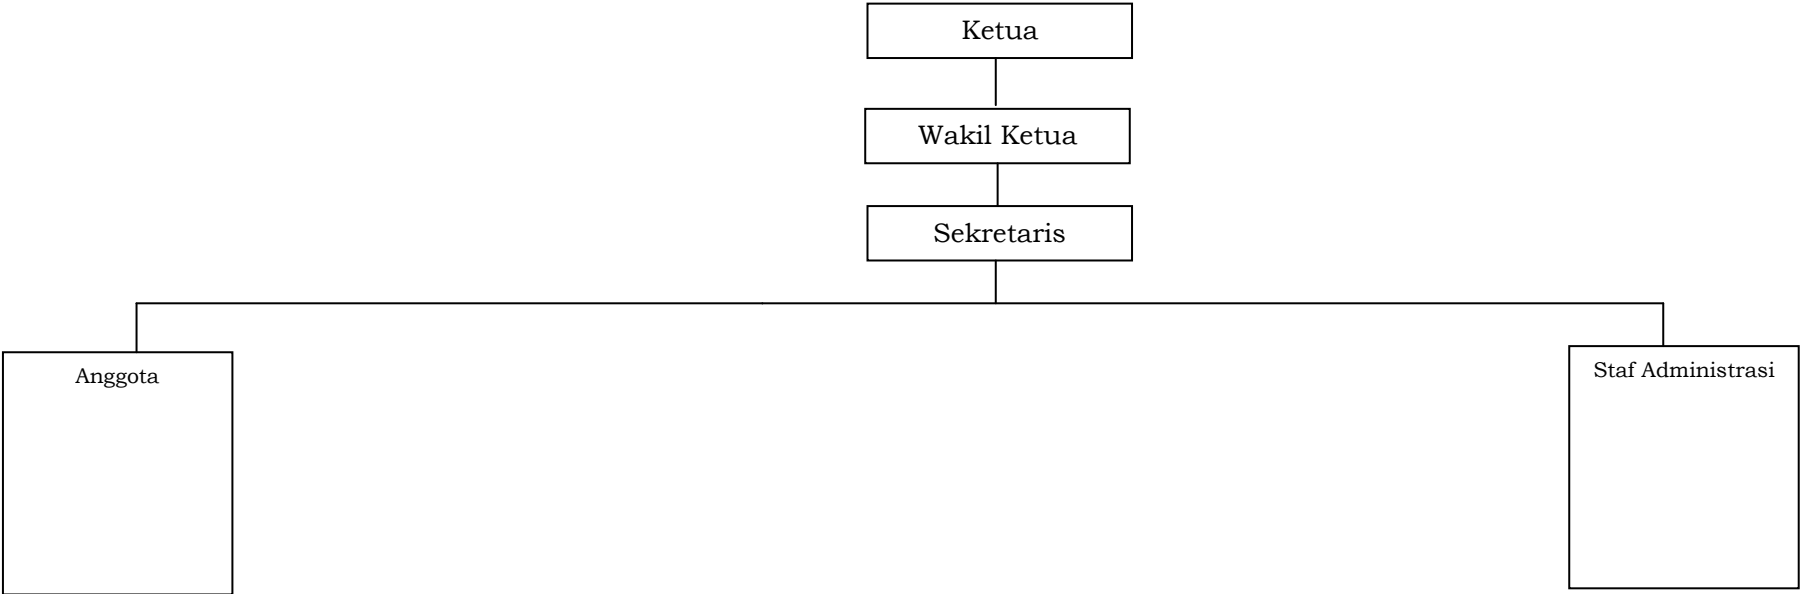 Ketua
Wakil Ketua
Sekretaris
Anggota
Staf Administrasi